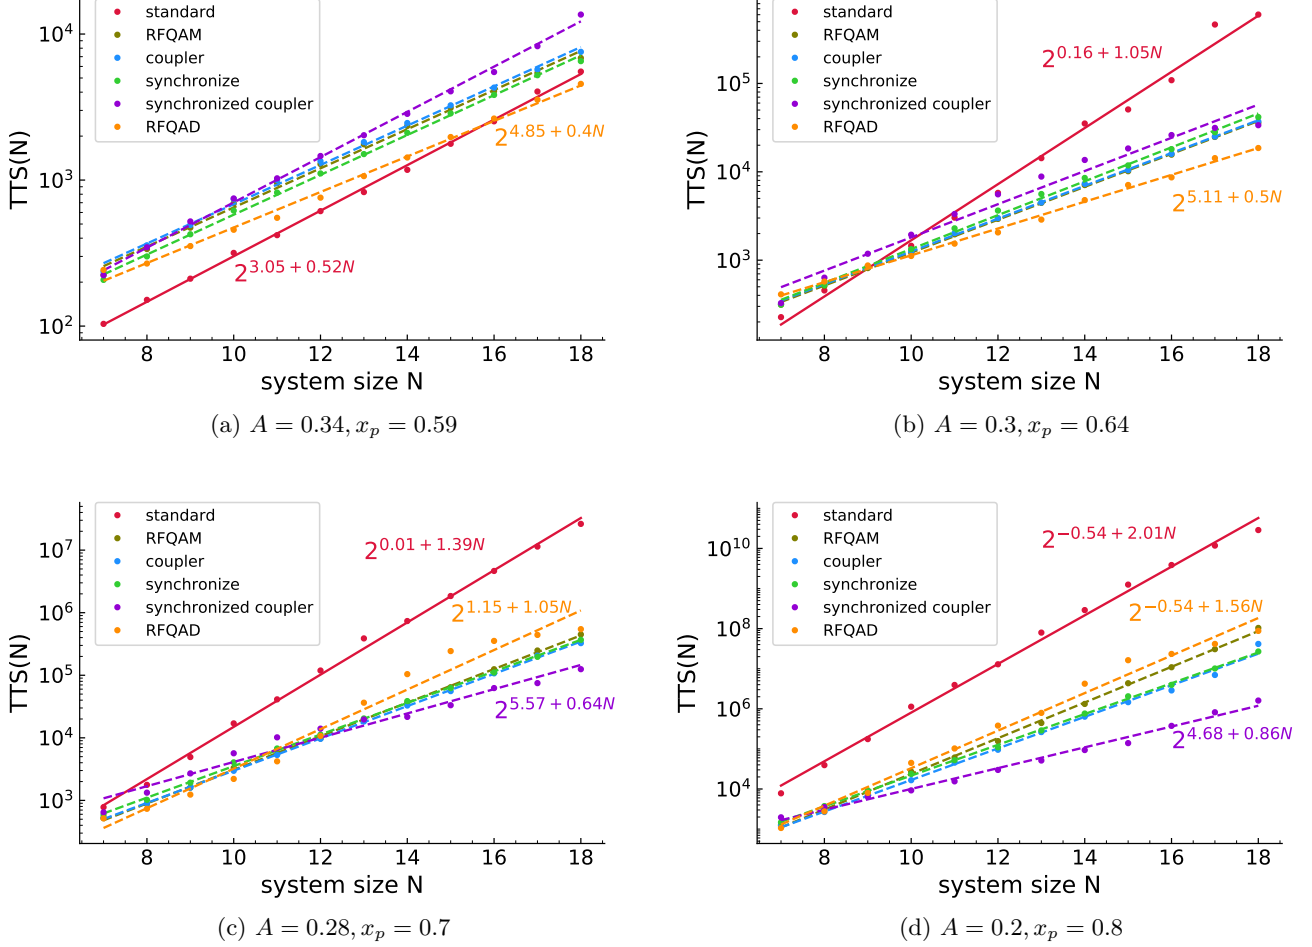 standard
RFQAM
coupler
synchronize
synchronized coupler
RFQAD
10^4
10^3
10^2
TTS(N)
2^{4.85 + 0.4N}
2^{3.05 + 0.52N}
8 10 12 14 16 18
system size N
(a) A = 0.34, x_p = 0.59
standard
RFQAM
coupler
synchronize
synchronized coupler
RFQAD
10^5
10^4
10^3
TTS(N)
2^{0.16 + 1.05N}
2^{5.11 + 0.5N}
8 10 12 14 16 18
system size N
(b) A = 0.3, x_p = 0.64
standard
RFQAM
coupler
synchronize
synchronized coupler
RFQAD
10^7
10^6
10^5
10^4
10^3
TTS(N)
2^{0.01 + 1.39N}
2^{1.15 + 1.05N}
2^{5.57 + 0.64N}
8 10 12 14 16 18
system size N
(c) A = 0.28, x_p = 0.7
standard
RFQAM
coupler
synchronize
synchronized coupler
RFQAD
10^{10}
10^8
10^6
10^4
TTS(N)
2^{−0.54 + 2.01N}
2^{−0.54 + 1.56N}
2^{4.68 + 0.86N}
8 10 12 14 16 18
system size N
(d) A = 0.2, x_p = 0.8